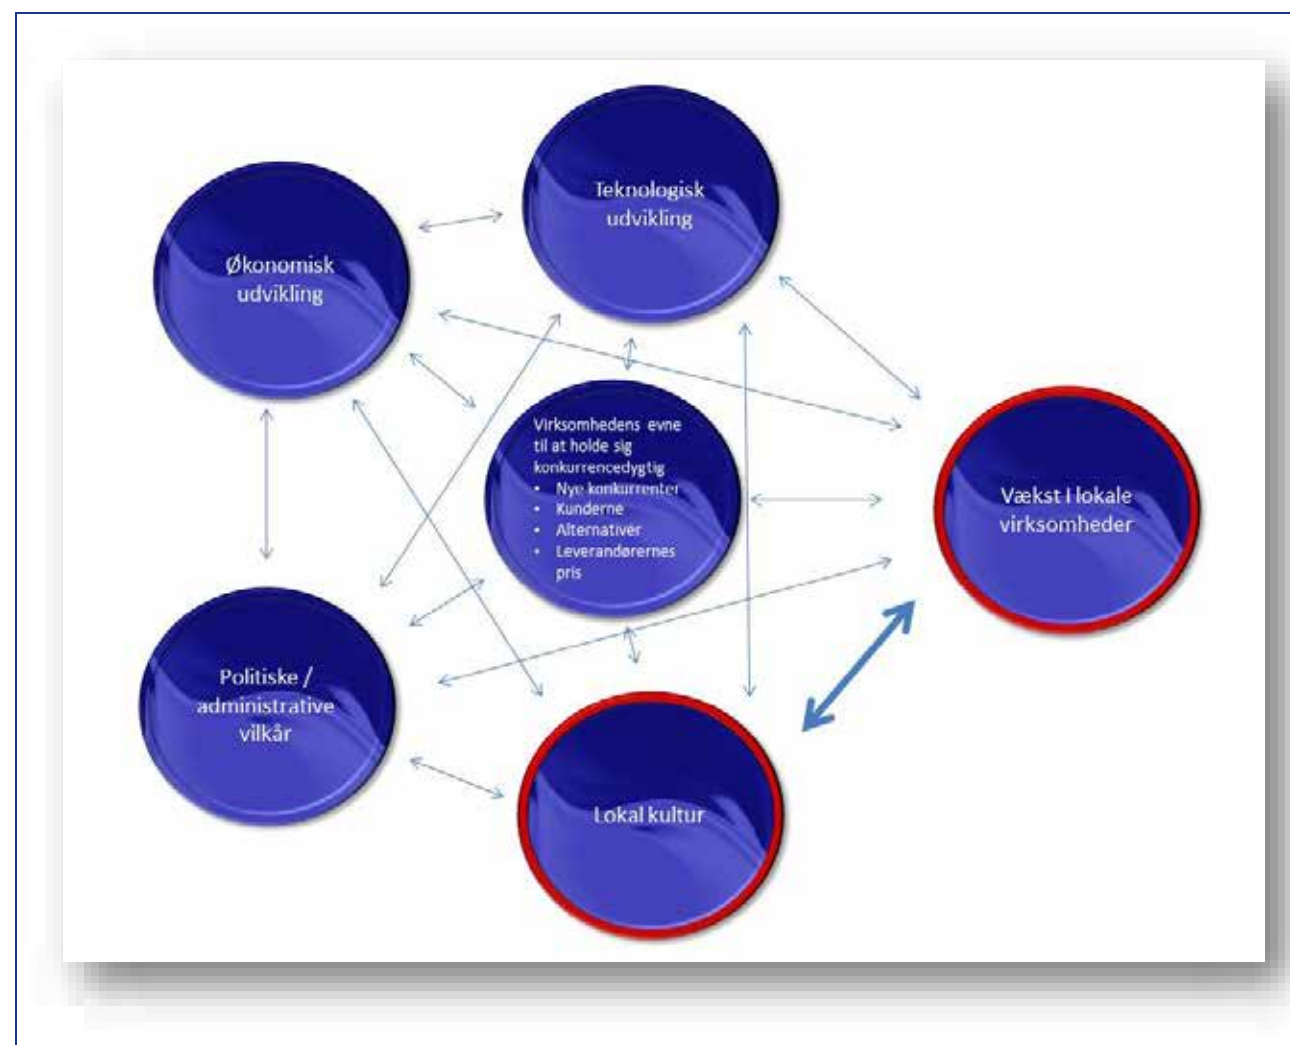 Teknologisk
udvikling
Økonomisk
udvikling
Virksomhedens evne
til at holde sig
konkurrencedygtig
• Nye konkurrenter
• Kunderne
• Alternativer
• Leverandørernes
pris
Vækst I lokale
virksomheder
Politiske /
administrative
vilkår
Lokal kultur